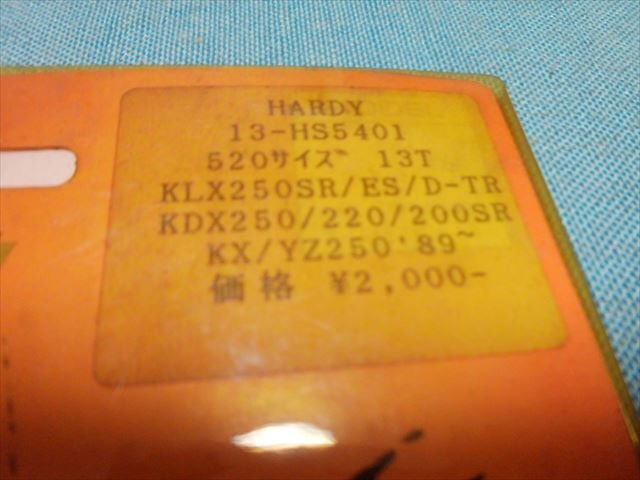 HARDY
13-HS5401
520サイズ 13T
KLX250SR/ES/D-TR
KDX250/220/200SR
KX/YZ250'89~
価格 ¥2,000-